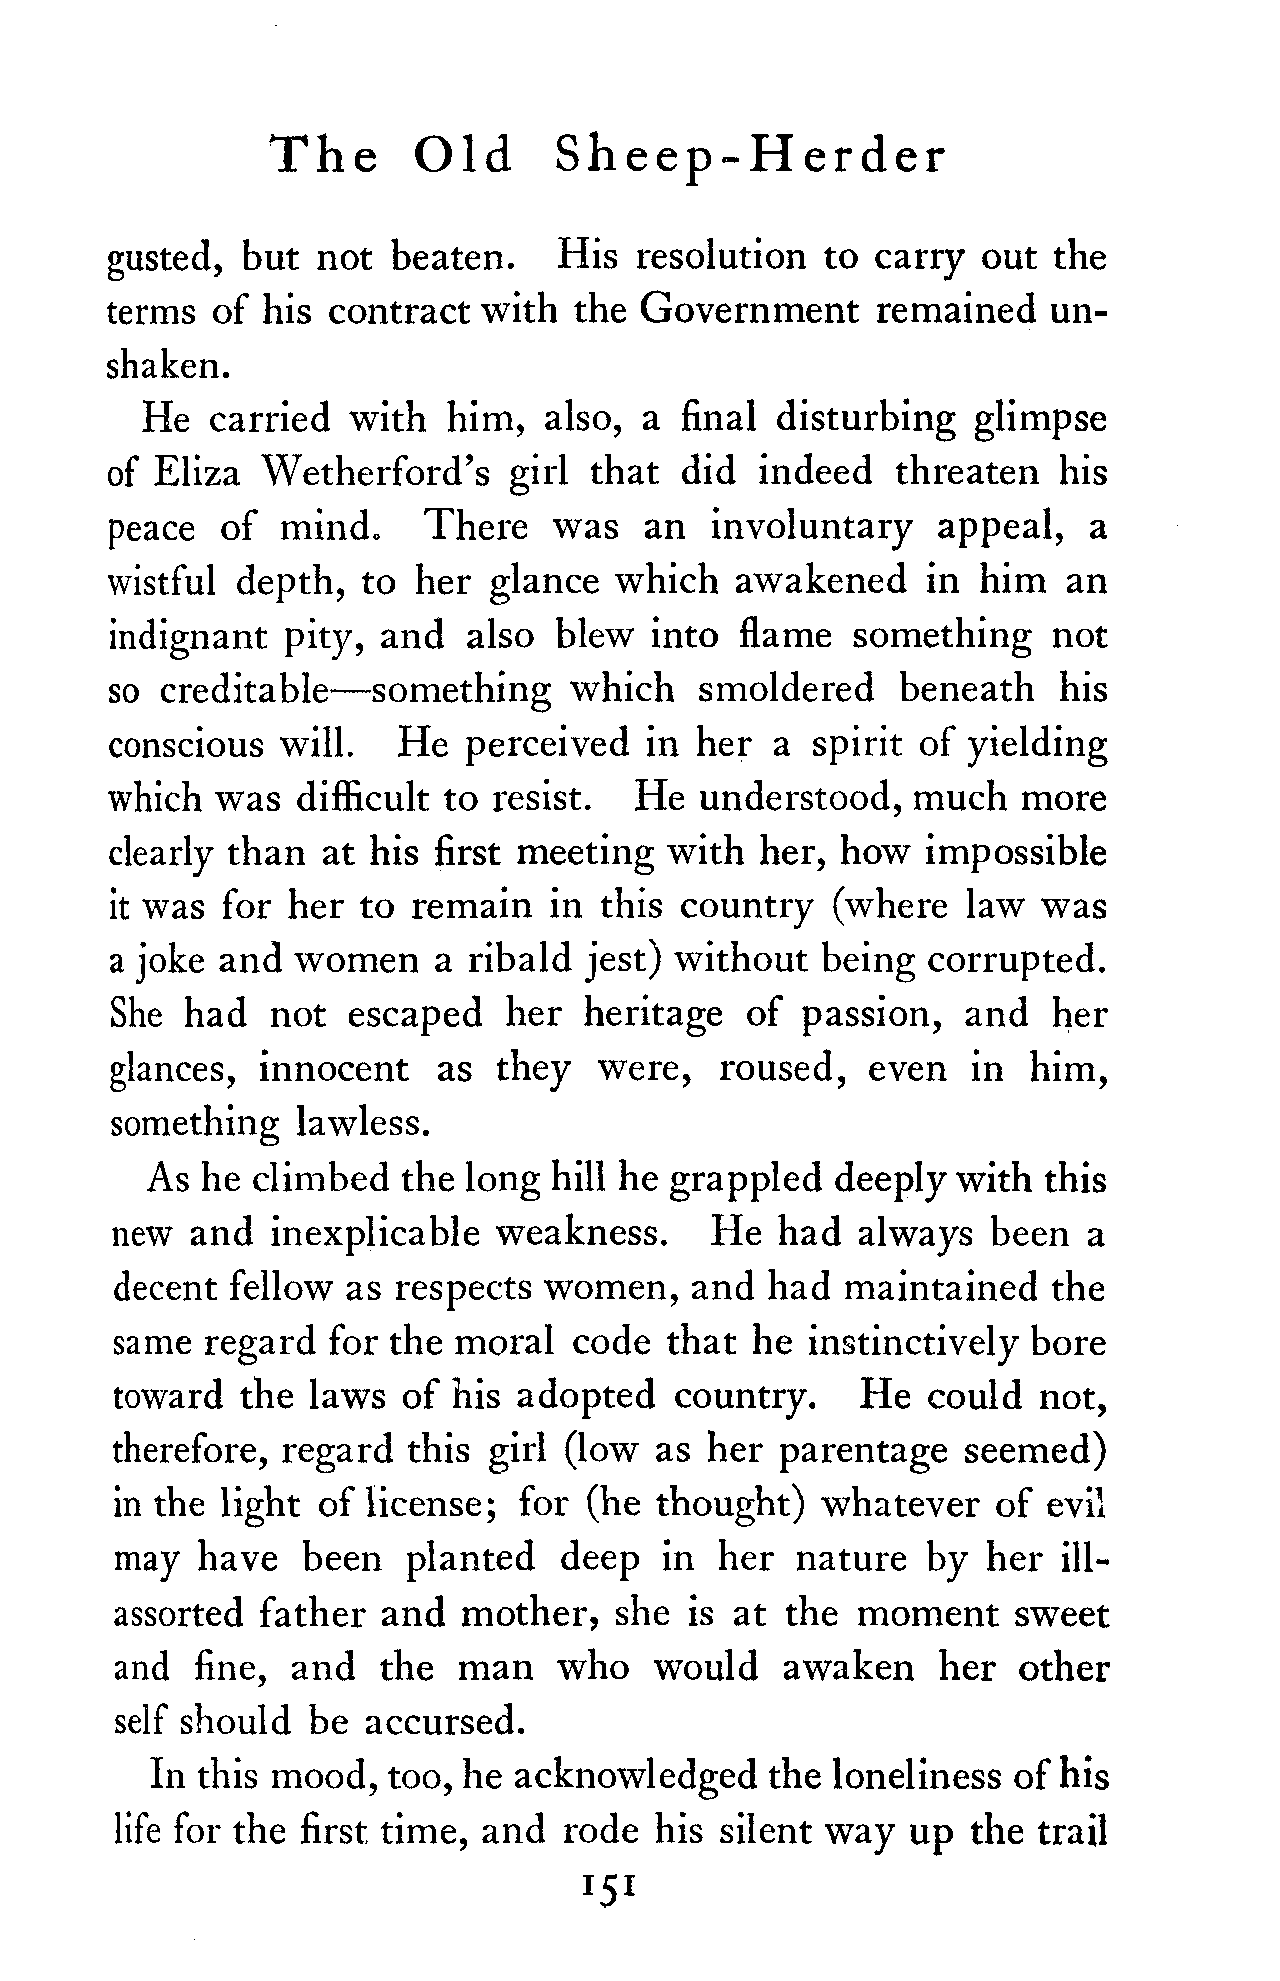 The Old Sheep-Herder
gusted, but not beaten. His resolution to carry out the
terms of his contract with the Government remained un-
shaken.
He carried with him, also, a final disturbing glimpse
of Eliza Wetherford's girl that did indeed threaten his
peace of mind. There was an involuntary appeal, a
wistful depth, to her glance which awakened in him an
indignant pity, and also blew into flame something not
so creditable—something which smoldered beneath his
conscious will. He perceived in her a spirit of yielding
which was difficult to resist. He understood, much more
clearly than at his first meeting with her, how impossible
it was for her to remain in this country (where law was
a joke and women a ribald jest) without being corrupted.
She had not escaped her heritage of passion, and her
glances, innocent as they were, roused, even in him,
something lawless.
As he climbed the long hill he grappled deeply with this
new and inexplicable weakness. He had always been a
decent fellow as respects women, and had maintained the
same regard for the moral code that he instinctively bore
toward the laws of his adopted country. He could not,
therefore, regard this girl (low as her parentage seemed)
in the light of license; for (he thought) whatever of evil
may have been planted deep in her nature by her ill-
assorted father and mother, she is at the moment sweet
and fine, and the man who would awaken her other
self should be accursed.
In this mood, too, he acknowledged the loneliness of his
life for the first time, and rode his silent way up the trail
151